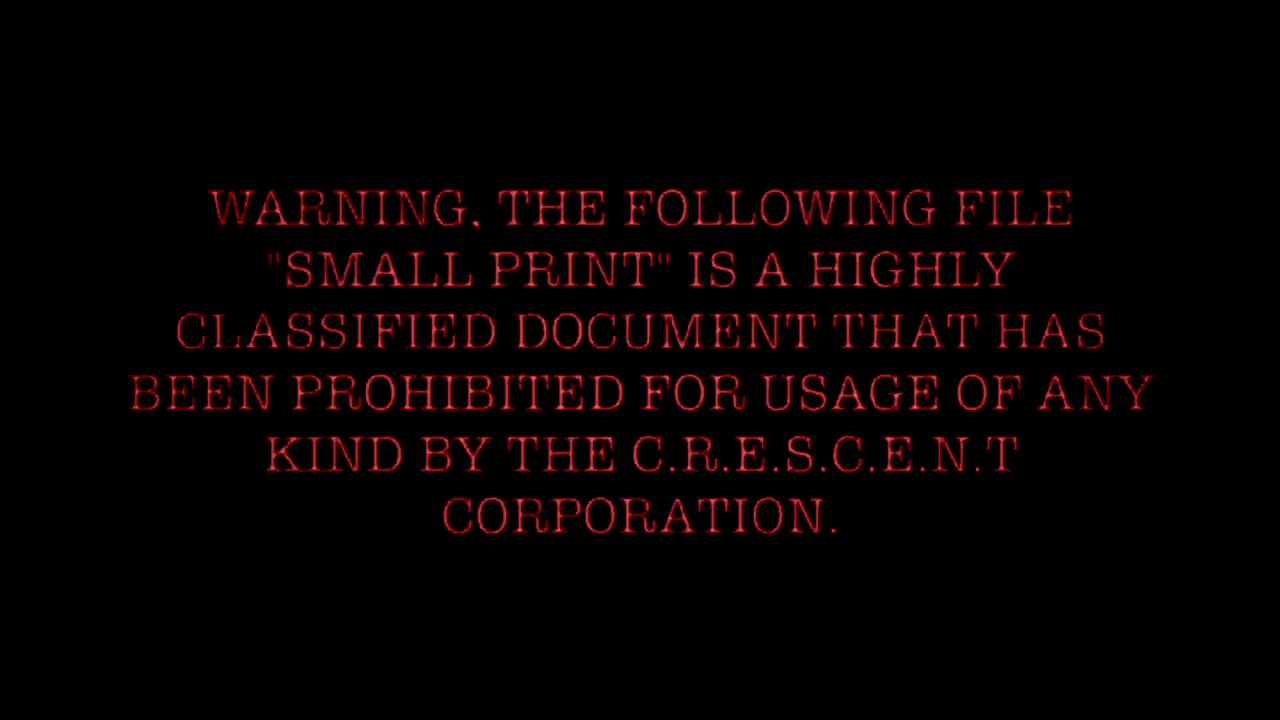 WARNING, THE FOLLOWING FILE
"SMALL PRINT" IS A HIGHLY
CLASSIFIED DOCUMENT THAT HAS
BEEN PROHIBITED FOR USAGE OF ANY
KIND BY THE C.R.E.S.C.E.N.T
CORPORATION.